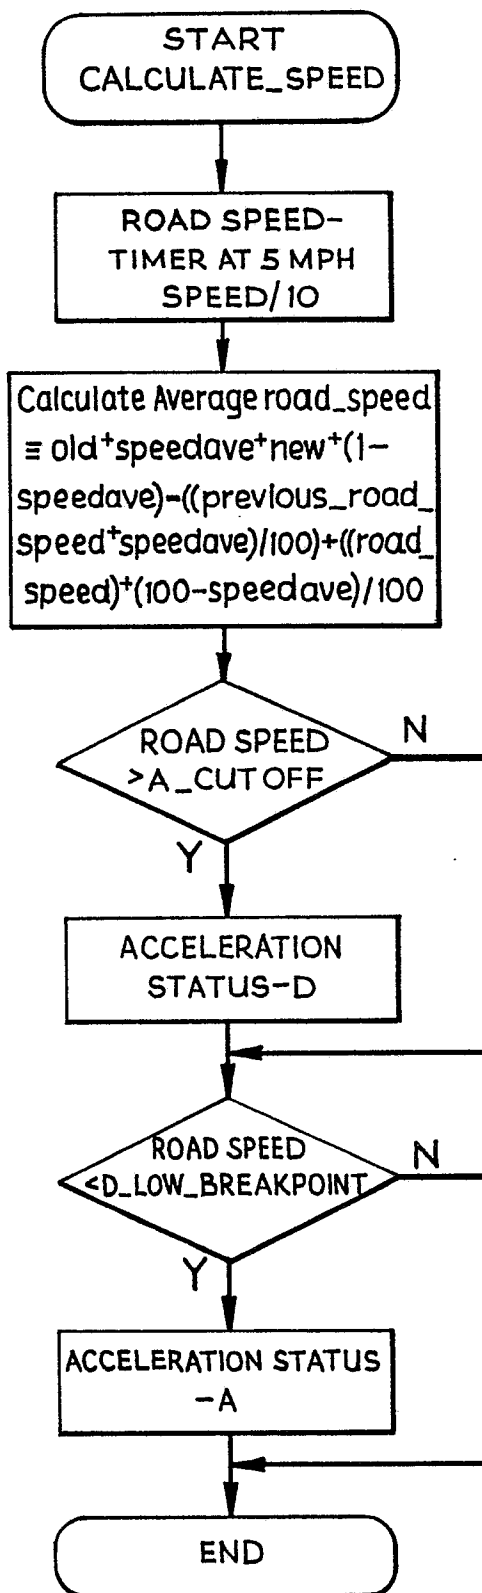 START
CALCULATE_SPEED
ROAD SPEED-
TIMER AT 5 MPH
SPEED/10
Calculate Average road_speed
≡ old⁺speedave⁺new⁺(1-
speedave)-((previous_road_
speed⁺speedave)/100)+((road_
speed)⁺(100-speedave)/100
ROAD SPEED
>A_CUTOFF
N
Y
ACCELERATION
STATUS-D
ROAD SPEED
<D_LOW_BREAKPOINT
N
Y
ACCELERATION STATUS
-A
END